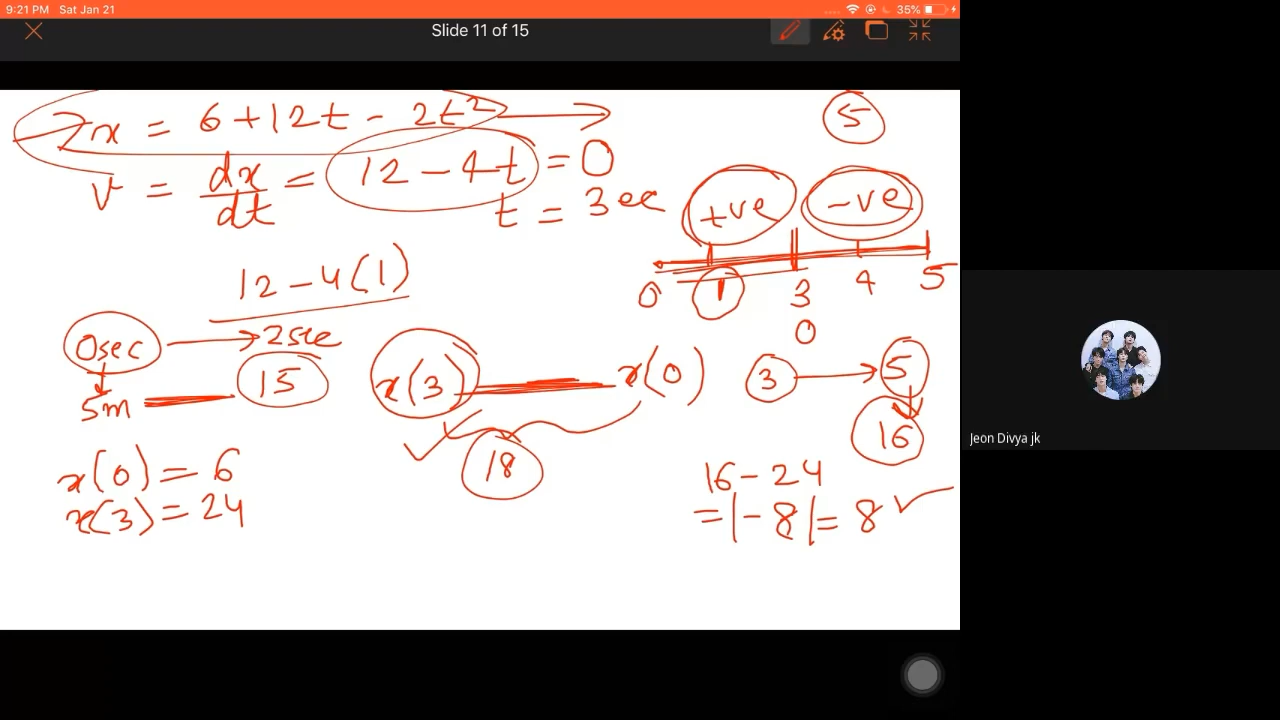 9:21 PM Sat Jan 21
35%
Slide 11 of 15
x = 6 + 12t - 2t²
5
v = dx/dt = 12 - 4t = 0
t = 3 sec
+ve -ve
0 1 3 4 5
0
12 - 4(1)
0sec → 2sec
5m 15
x(3) x(0)
18
3 → 5
16
x(0) = 6
x(3) = 24
16 - 24
= |-8| = 8 ✓
Jeon Divya jk